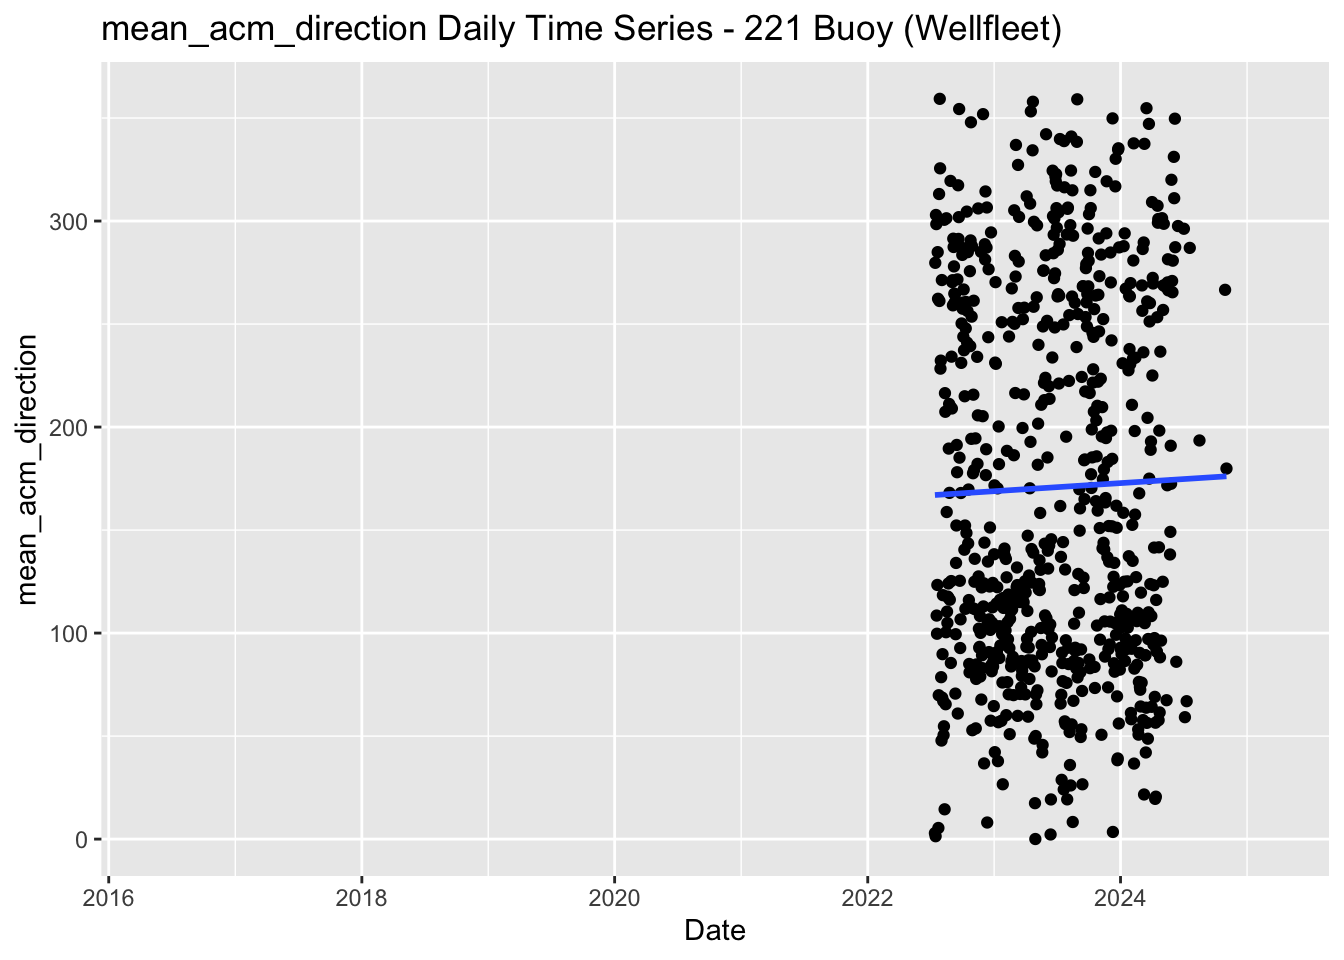 mean_acm_direction Daily Time Series - 221 Buoy (Wellfleet)
mean_acm_direction
300
200
100
0
2016 2018 2020 2022 2024
Date